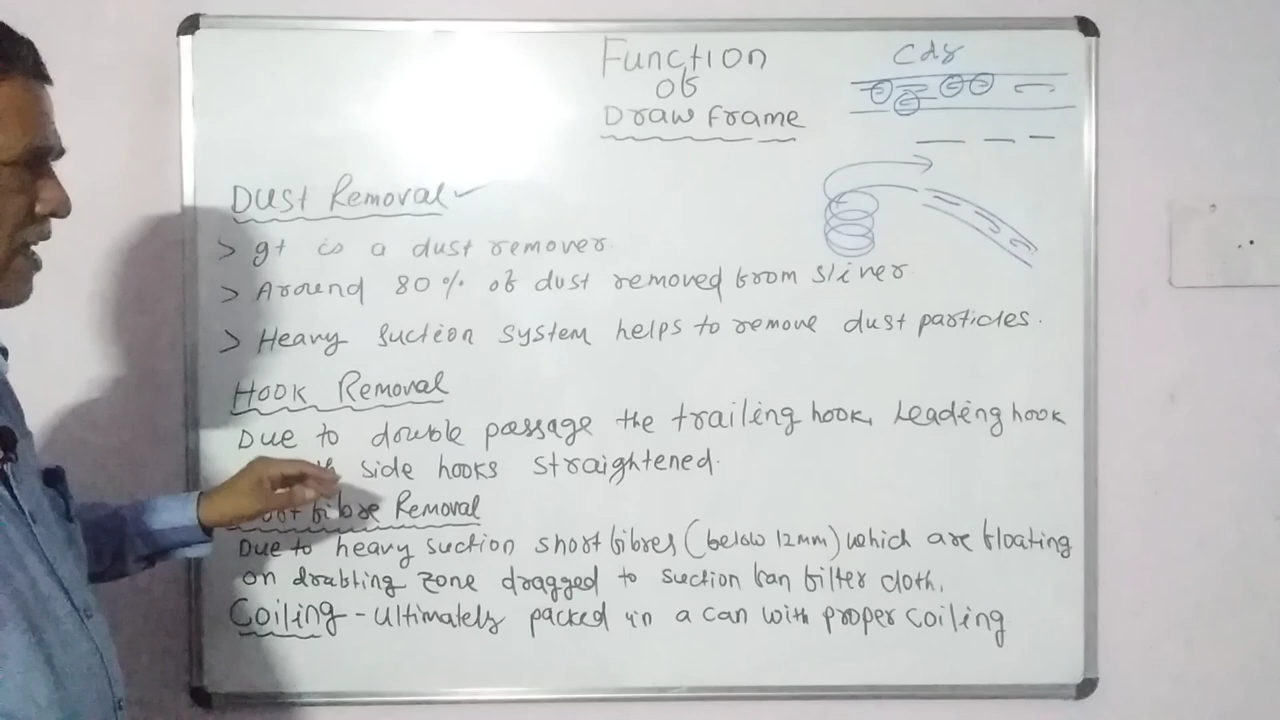 Function
of
Draw Frame
Cdg
Dust Removal
> It is a dust remover.
> Around 80% of dust removed from sliver
> Heavy suction system helps to remove dust particles.
Hook Removal
Due to double passage the trailing hook, Leading hook
side hooks straightened.
fibre Removal
Due to heavy suction short fibres (below 12mm) which are floating
on drafting zone dragged to suction fan filter cloth.
Coiling - Ultimately packed in a can with proper coiling